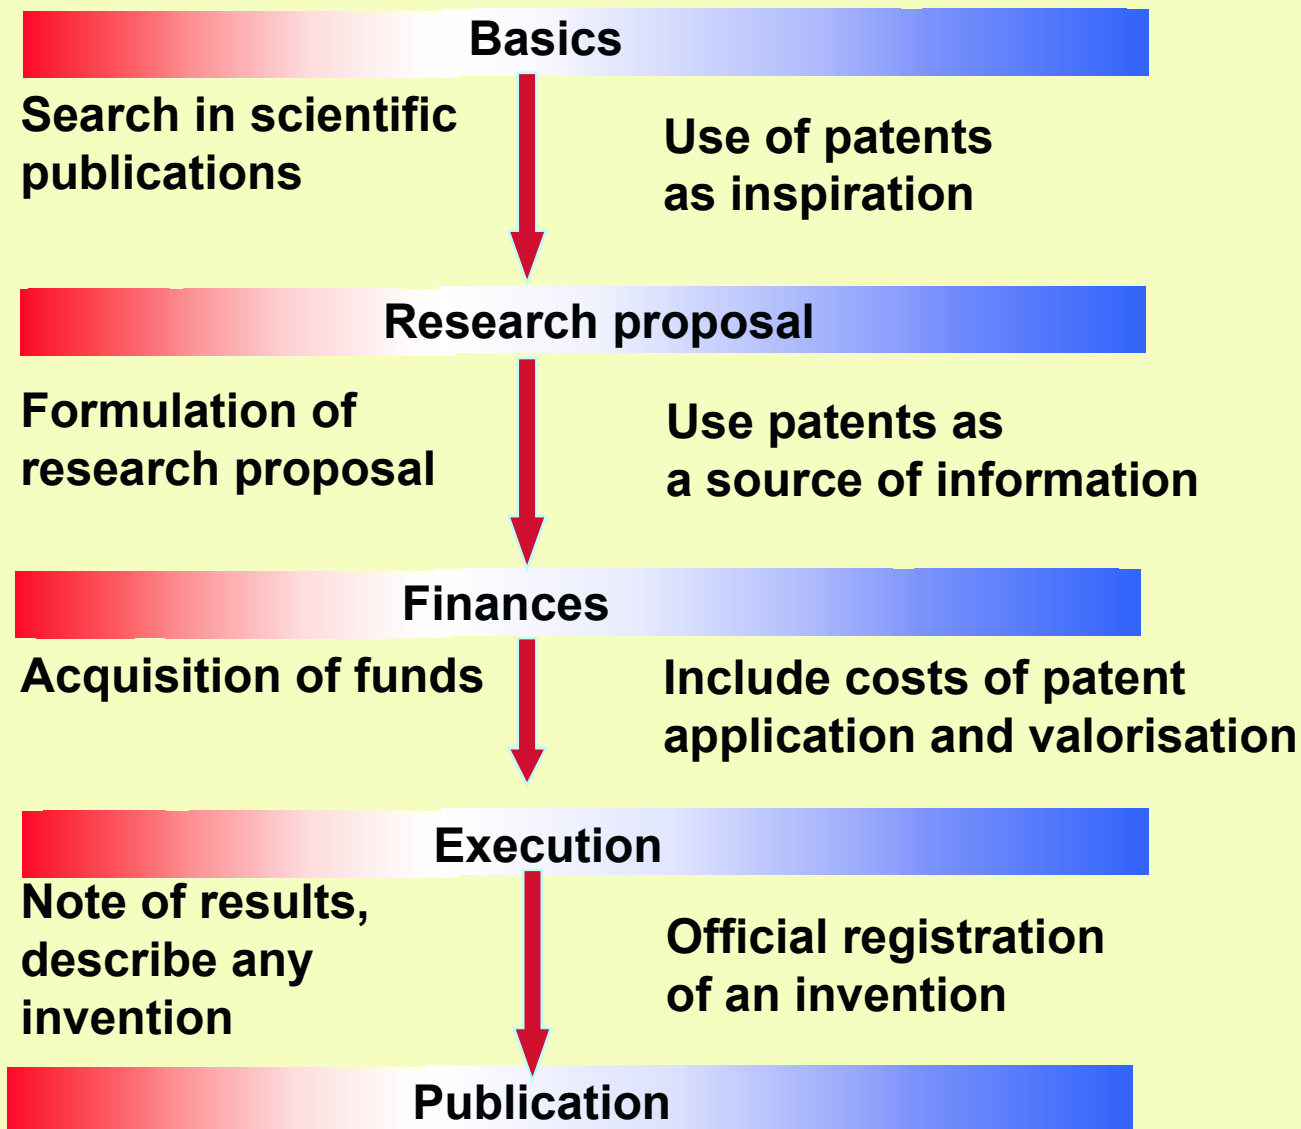 Basics
Search in scientific
publications
Use of patents
as inspiration
Research proposal
Formulation of
research proposal
Use patents as
a source of information
Finances
Acquisition of funds
Include costs of patent
application and valorisation
Execution
Note of results,
describe any
invention
Official registration
of an invention
Publication